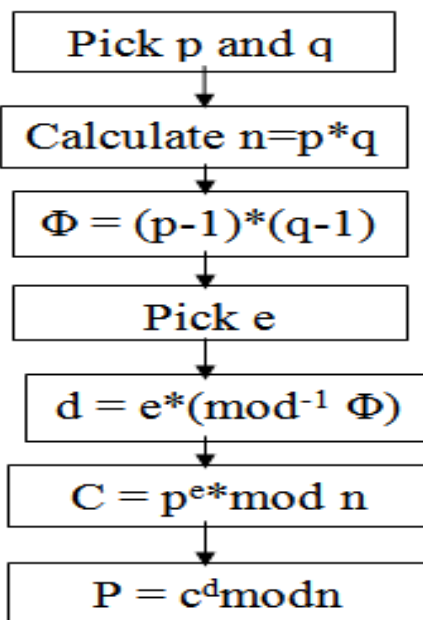 Pick p and q
Calculate n=p*q
Φ = (p-1)*(q-1)
Pick e
d = e*(mod⁻¹ Φ)
C = pᵉ*mod n
P = cᵈmodn